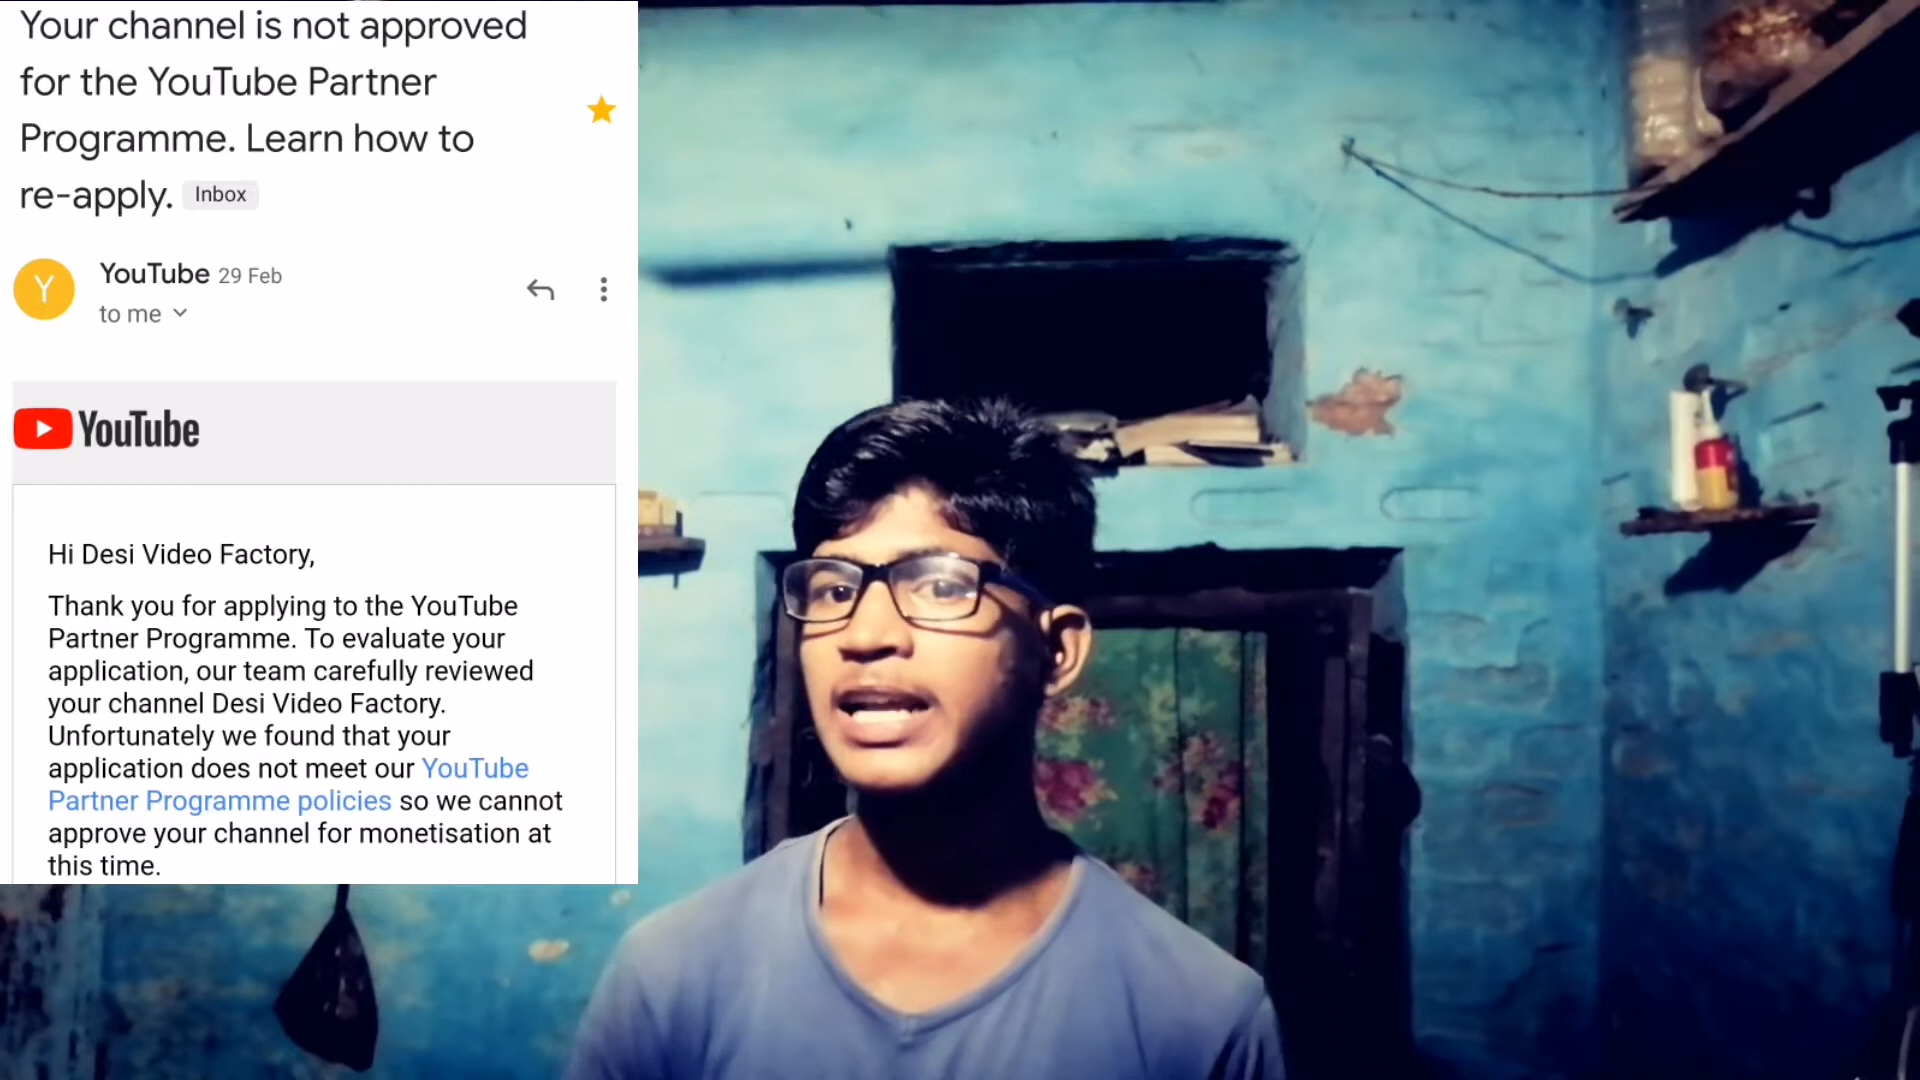 Your channel is not approved
for the YouTube Partner
Programme. Learn how to
re-apply. Inbox
Y
YouTube 29 Feb
to me
YouTube
Hi Desi Video Factory,
Thank you for applying to the YouTube
Partner Programme. To evaluate your
application, our team carefully reviewed
your channel Desi Video Factory.
Unfortunately we found that your
application does not meet our YouTube
Partner Programme policies so we cannot
approve your channel for monetisation at
this time.